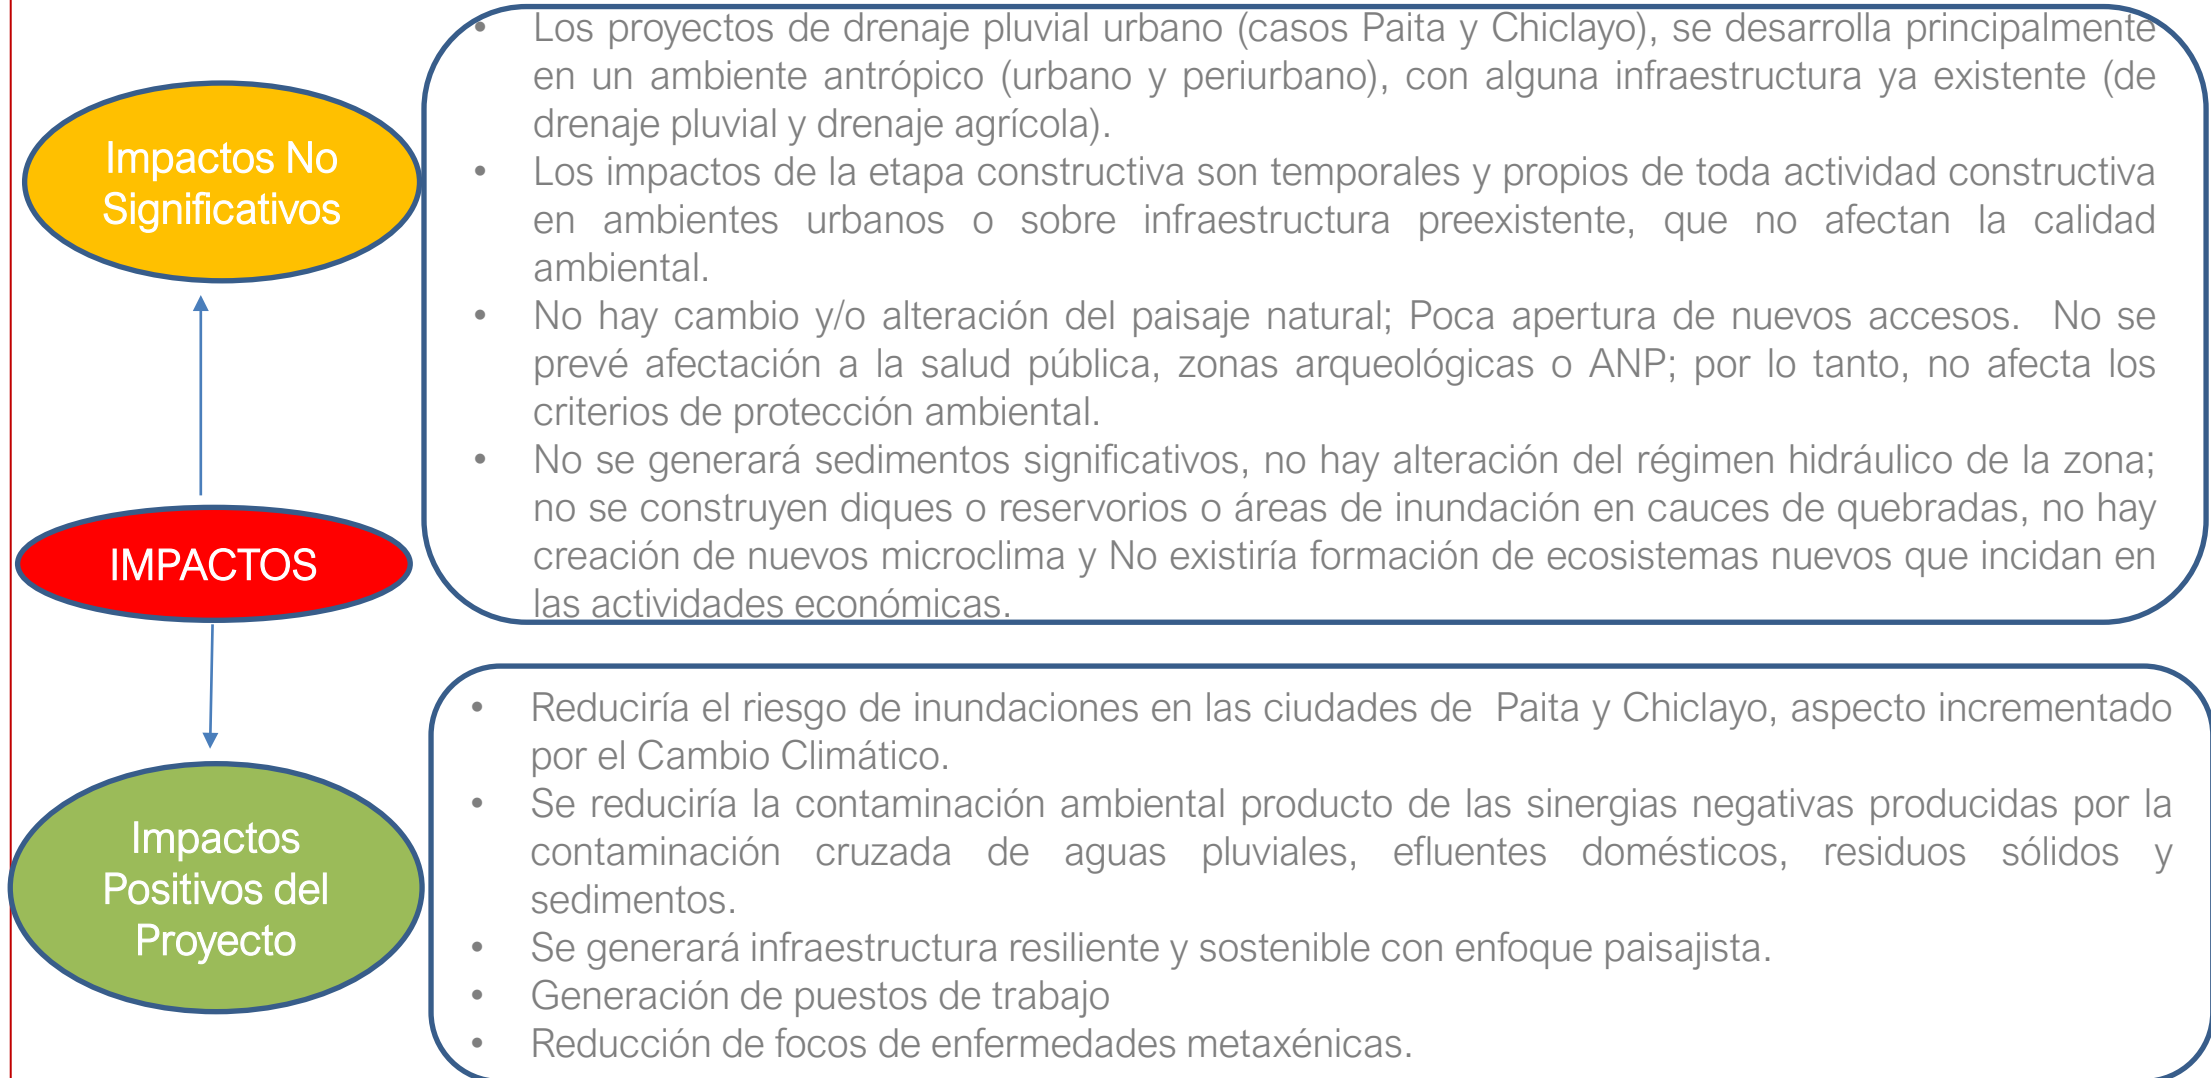 Impactos No
Significativos
• Los proyectos de drenaje pluvial urbano (casos Paita y Chiclayo), se desarrolla principalmente
en un ambiente antrópico (urbano y periurbano), con alguna infraestructura ya existente (de
drenaje pluvial y drenaje agrícola).
• Los impactos de la etapa constructiva son temporales y propios de toda actividad constructiva
en ambientes urbanos o sobre infraestructura preexistente, que no afectan la calidad
ambiental.
• No hay cambio y/o alteración del paisaje natural; Poca apertura de nuevos accesos. No se
prevé afectación a la salud pública, zonas arqueológicas o ANP; por lo tanto, no afecta los
criterios de protección ambiental.
• No se generará sedimentos significativos, no hay alteración del régimen hidráulico de la zona;
no se construyen diques o reservorios o áreas de inundación en cauces de quebradas, no hay
creación de nuevos microclima y No existiría formación de ecosistemas nuevos que incidan en
las actividades económicas.
IMPACTOS
Impactos
Positivos del
Proyecto
• Reduciría el riesgo de inundaciones en las ciudades de Paita y Chiclayo, aspecto incrementado
por el Cambio Climático.
• Se reduciría la contaminación ambiental producto de las sinergias negativas producidas por la
contaminación cruzada de aguas pluviales, efluentes domésticos, residuos sólidos y
sedimentos.
• Se generará infraestructura resiliente y sostenible con enfoque paisajista.
• Generación de puestos de trabajo
• Reducción de focos de enfermedades metaxénicas.